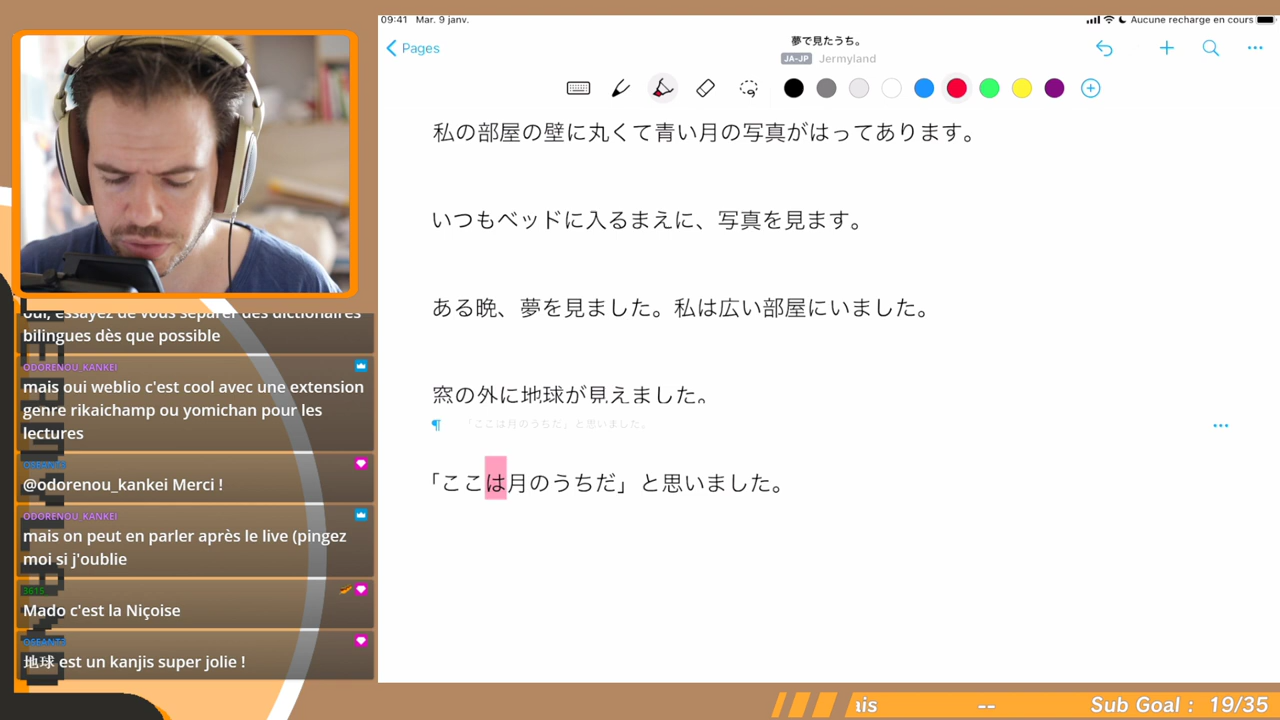 09:41 Mar. 9 janv.
Aucune recharge en cours
Pages
夢で見たうち。
JA-JP Jermyland
私の部屋の壁に丸くて青い月の写真がはってあります。
いつもベッドに入るまえに、写真を見ます。
ある晩、夢を見ました。私は広い部屋にいました。
窓の外に地球が見えました。
「ここは月のうちだ」と思いました。
「ここは月のうちだ」と思いました。
oui, essayez de vous séparer des dictionaires
bilingues dès que possible
ODORENOU_KANKEI
mais oui weblio c'est cool avec une extension
genre rikaichamp ou yomichan pour les
lectures
@odorenou_kankei Merci !
ODORENOU_KANKEI
mais on peut en parler après le live (pingez
moi si j'oublie
3615
Mado c'est la Niçoise
地球 est un kanjis super jolie !
ais -- Sub Goal : 19/35